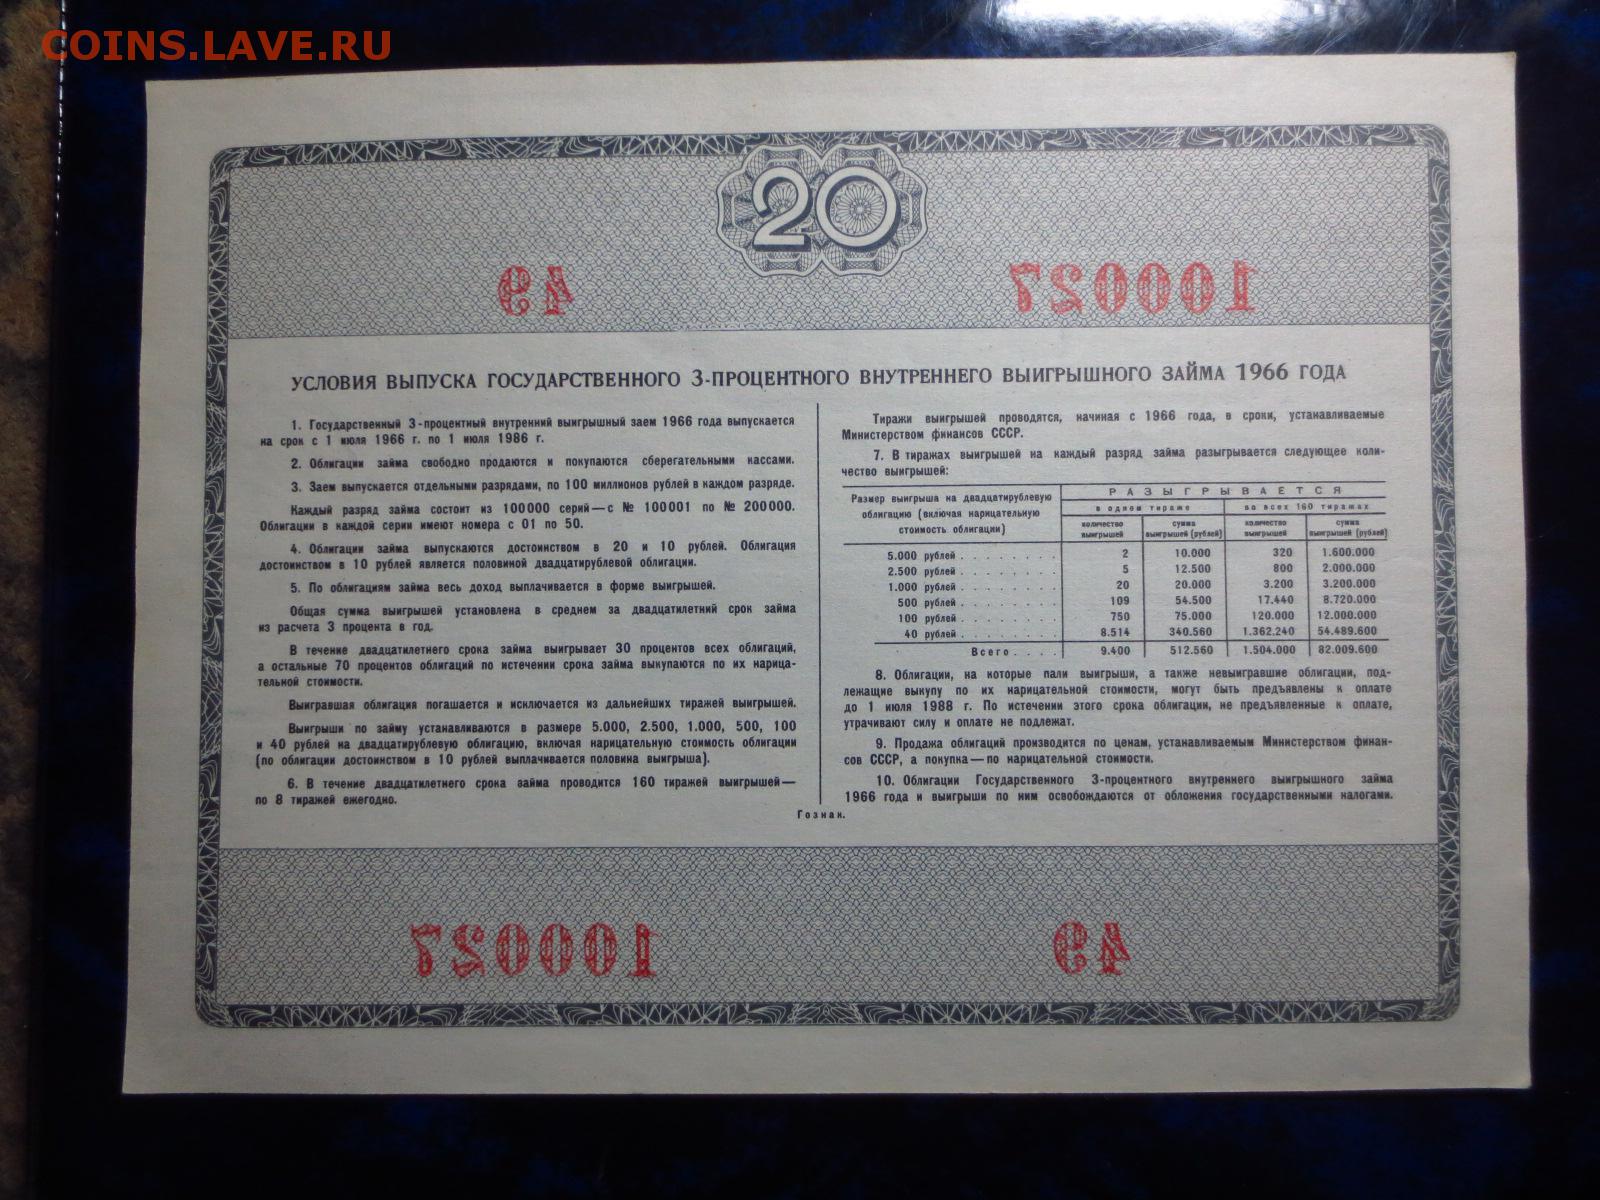 COINS.LAVE.RU
20
49 100027
УСЛОВИЯ ВЫПУСКА ГОСУДАРСТВЕННОГО 3-ПРОЦЕНТНОГО ВНУТРЕННЕГО ВЫИГРЫШНОГО ЗАЙМА 1966 ГОДА
1. Государственный 3-процентный внутренний выигрышный заем 1966 года выпускается
на срок с 1 июля 1966 г. по 1 июля 1986 г.
2. Облигации займа свободно продаются и покупаются сберегательными кассами.
3. Заем выпускается отдельными разрядами, по 100 миллионов рублей в каждом разряде.
Каждый разряд займа состоит из 100000 серий—с № 100001 по № 200000.
Облигации в каждой серии имеют номера с 01 по 50.
4. Облигации займа выпускаются достоинством в 20 и 10 рублей. Облигация
достоинством в 10 рублей является половиной двадцатирублевой облигации.
5. По облигациям займа весь доход выплачивается в форме выигрышей.
Общая сумма выигрышей установлена в среднем за двадцатилетний срок займа
из расчета 3 процента в год.
В течение двадцатилетнего срока займа выигрывает 30 процентов всех облигаций,
а остальные 70 процентов облигаций по истечении срока займа выкупаются по их нарица-
тельной стоимости.
Выигравшая облигация погашается и исключается из дальнейших тиражей выигрышей.
Выигрыши по займу устанавливаются в размере 5.000, 2.500, 1.000, 500, 100
и 40 рублей на двадцатирублевую облигацию, включая нарицательную стоимость облигации
(по облигации достоинством в 10 рублей выплачивается половина выигрыша).
6. В течение двадцатилетнего срока займа проводится 160 тиражей выигрышей—
по 8 тиражей ежегодно.
Тиражи выигрышей проводятся, начиная с 1966 года, в сроки, устанавливаемые
Министерством финансов СССР.
7. В тиражах выигрышей на каждый разряд займа разыгрывается следующее коли-
чество выигрышей:
Размер выигрыша на двадцатирублевую
облигацию (включая нарицательную
стоимость облигации)
РАЗЫГРЫВАЕТСЯ
в одном тираже во всех 160 тиражах
количество выигрышей сумма выигрышей (рублей) количество выигрышей сумма выигрышей (рублей)
5.000 рублей . . . . . . . . 2 10.000 320 1.600.000
2.500 рублей . . . . . . . . 5 12.500 800 2.000.000
1.000 рублей . . . . . . . . 20 20.000 3.200 3.200.000
500 рублей . . . . . . . . 109 54.500 17.440 8.720.000
100 рублей . . . . . . . . 750 75.000 120.000 12.000.000
40 рублей . . . . . . . . 8.514 340.560 1.362.240 54.489.600
Всего . . . . 9.400 512.560 1.504.000 82.009.600
8. Облигации, на которые пали выигрыши, а также невыигравшие облигации, под-
лежащие выкупу по их нарицательной стоимости, могут быть предъявлены к оплате
до 1 июля 1988 г. По истечении этого срока облигации, не предъявленные к оплате,
утрачивают силу и оплате не подлежат.
9. Продажа облигаций производится по ценам, устанавливаемым Министерством финан-
сов СССР, а покупка—по нарицательной стоимости.
10. Облигации Государственного 3-процентного внутреннего выигрышного займа
1966 года и выигрыши по ним освобождаются от обложения государственными налогами.
Гознак.
100027 49